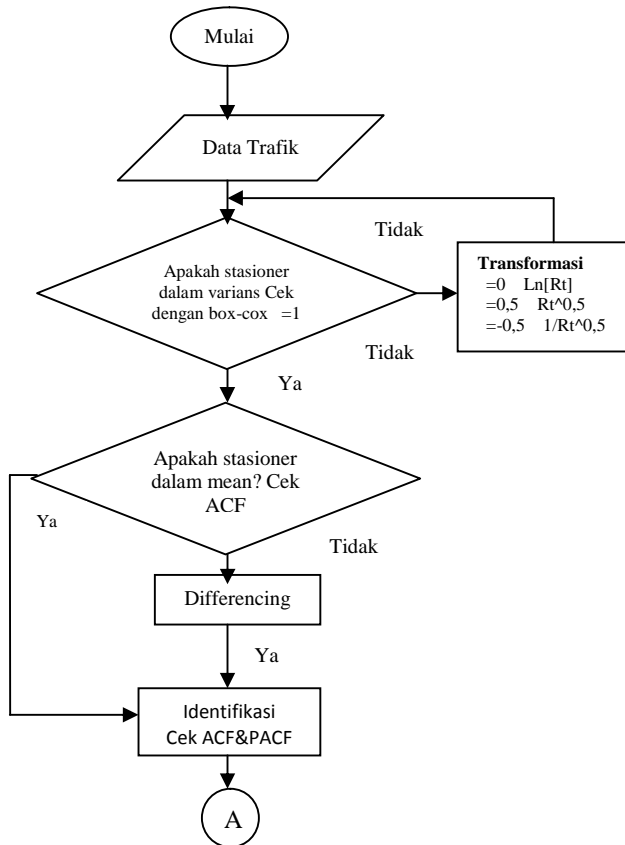 Mulai
Data Trafik
Tidak
Apakah stasioner
dalam varians Cek
dengan box-cox =1
Transformasi
=0 Ln[Rt]
=0,5 Rt^0,5
=-0,5 1/Rt^0,5
Tidak
Ya
Apakah stasioner
dalam mean? Cek
ACF
Ya
Tidak
Differencing
Ya
Identifikasi
Cek ACF&PACF
A